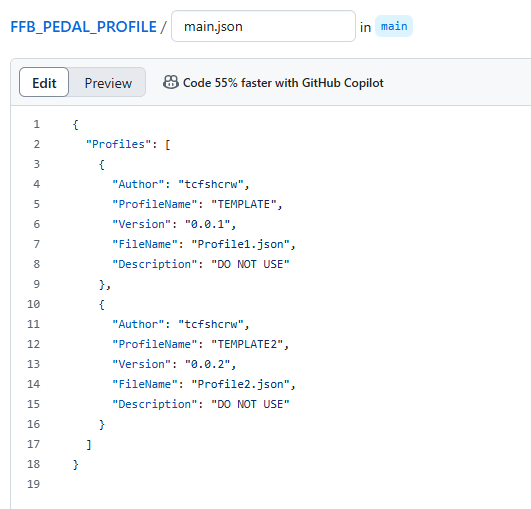 FFB_PEDAL_PROFILE / main.json in main
Edit Preview Code 55% faster with GitHub Copilot
1 {
2 "Profiles": [
3 {
4 "Author": "tcfshcrw",
5 "ProfileName": "TEMPLATE",
6 "Version": "0.0.1",
7 "FileName": "Profile1.json",
8 "Description": "DO NOT USE"
9 },
10 {
11 "Author": "tcfshcrw",
12 "ProfileName": "TEMPLATE2",
13 "Version": "0.0.2",
14 "FileName": "Profile2.json",
15 "Description": "DO NOT USE"
16 }
17 ]
18 }
19